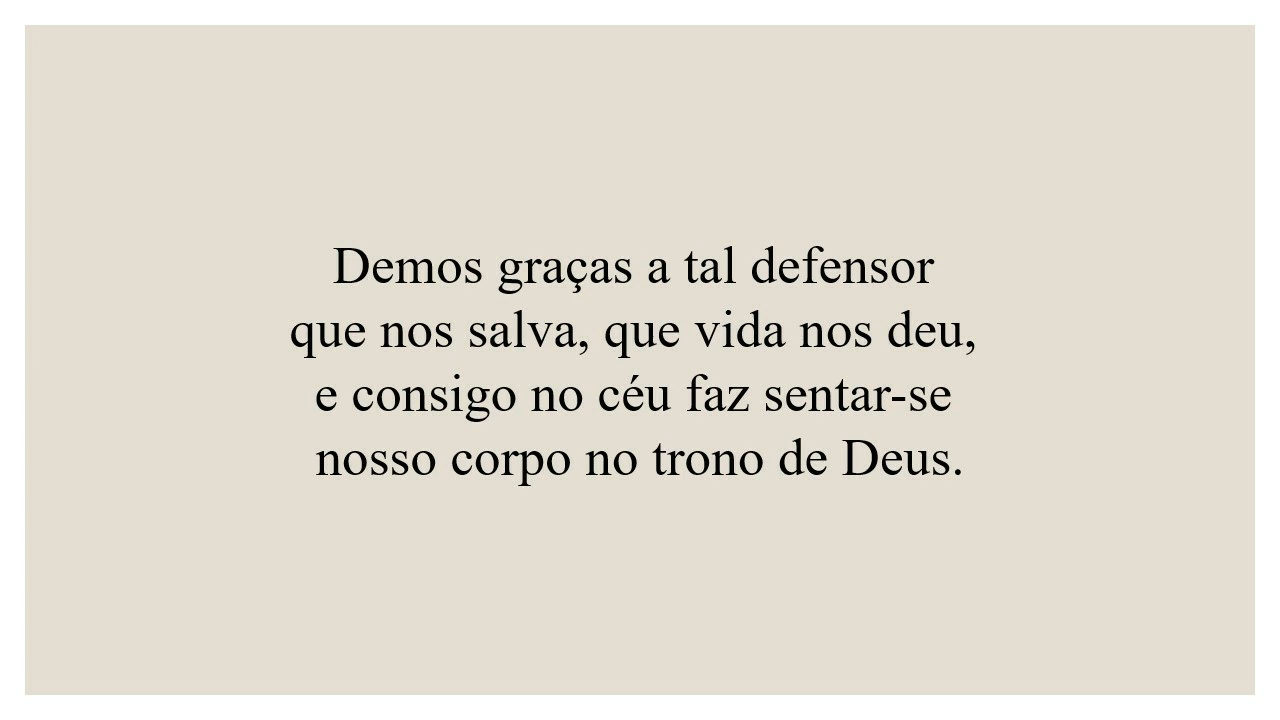 Demos graças a tal defensor
que nos salva, que vida nos deu,
e consigo no céu faz sentar-se
nosso corpo no trono de Deus.